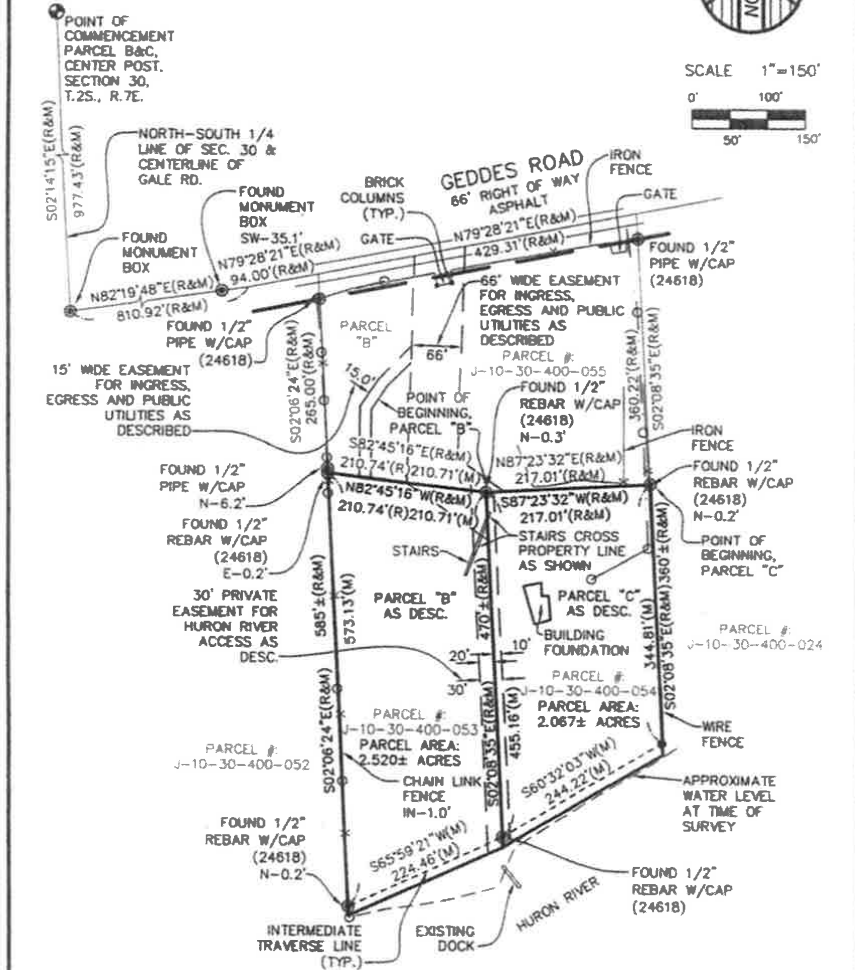 POINT OF
COMMENCEMENT
PARCEL B&C,
CENTER POST,
SECTION 30,
T.2S., R.7E.
S02°14'15"E(R&M)
977.43'(R&M)
NORTH-SOUTH 1/4
LINE OF SEC. 30 &
CENTERLINE OF
GALE RD.
SCALE 1"=150'
0' 100'
50' 150'
FOUND
MONUMENT
BOX
SW-35.1'
FOUND
MONUMENT
BOX
N82°19'48"E(R&M)
810.92'(R&M)
N79°28'21"E(R&M)
94.00'(R&M)
BRICK
COLUMNS
(TYP.)
GATE
GEDDES ROAD
66' RIGHT OF WAY
ASPHALT
N79°28'21"E(R&M)
429.31'(R&M)
IRON
FENCE
GATE
FOUND 1/2"
PIPE W/CAP
(24618)
FOUND 1/2"
PIPE W/CAP
(24618)
66' WIDE EASEMENT
FOR INGRESS,
EGRESS AND PUBLIC
UTILITIES AS
DESCRIBED
PARCEL
"B"
66'
PARCEL #:
J-10-30-400-055
15' WIDE EASEMENT
FOR INGRESS,
EGRESS AND PUBLIC
UTILITIES AS
DESCRIBED
15.0'
S02°06'24"E(R&M)
265.00'(R&M)
POINT OF
BEGINNING,
PARCEL "B"
FOUND 1/2"
REBAR W/CAP
(24618)
N-0.3'
360.22'(R&M)
S02°08'35"E(R&M)
IRON
FENCE
S82°45'16"E(R&M)
210.74'(R)210.71'(M)
N87°23'32"E(R&M)
217.01'(R&M)
FOUND 1/2"
PIPE W/CAP
N-6.2'
FOUND 1/2"
REBAR W/CAP
(24618)
N-0.2'
N82°45'16"W(R&M)
210.74'(R)210.71'(M)
S87°23'32"W(R&M)
217.01'(R&M)
FOUND 1/2"
REBAR W/CAP
(24618)
E-0.2'
STAIRS
STAIRS CROSS
PROPERTY LINE
AS SHOWN
POINT OF
BEGINNING,
PARCEL "C"
30' PRIVATE
EASEMENT FOR
HURON RIVER
ACCESS AS
DESC.
585'±(R&M)
573.13'(M)
PARCEL "B"
AS DESC.
470'±(R&M)
PARCEL "C"
AS DESC.
BUILDING
FOUNDATION
344.81'(M)
S02°08'35"E(R&M)360'±(R&M)
PARCEL #:
J-10-30-400-024
20'
10'
30'
PARCEL #:
J-10-30-400-054
PARCEL AREA:
2.067± ACRES
PARCEL #:
J-10-30-400-053
PARCEL AREA:
2.520± ACRES
S02°08'35"E(R&M)
455.16'(M)
PARCEL #:
J-10-30-400-052
S02°06'24"E(R&M)
CHAIN LINK
FENCE
IN-1.0'
WIRE
FENCE
S60°32'03"W(M)
244.22'(M)
APPROXIMATE
WATER LEVEL
AT TIME OF
SURVEY
FOUND 1/2"
REBAR W/CAP
(24618)
N-0.2'
S65°59'21"W(M)
224.46'(M)
FOUND 1/2"
REBAR W/CAP
(24618)
HURON RIVER
INTERMEDIATE
TRAVERSE LINE
(TYP.)
EXISTING
DOCK